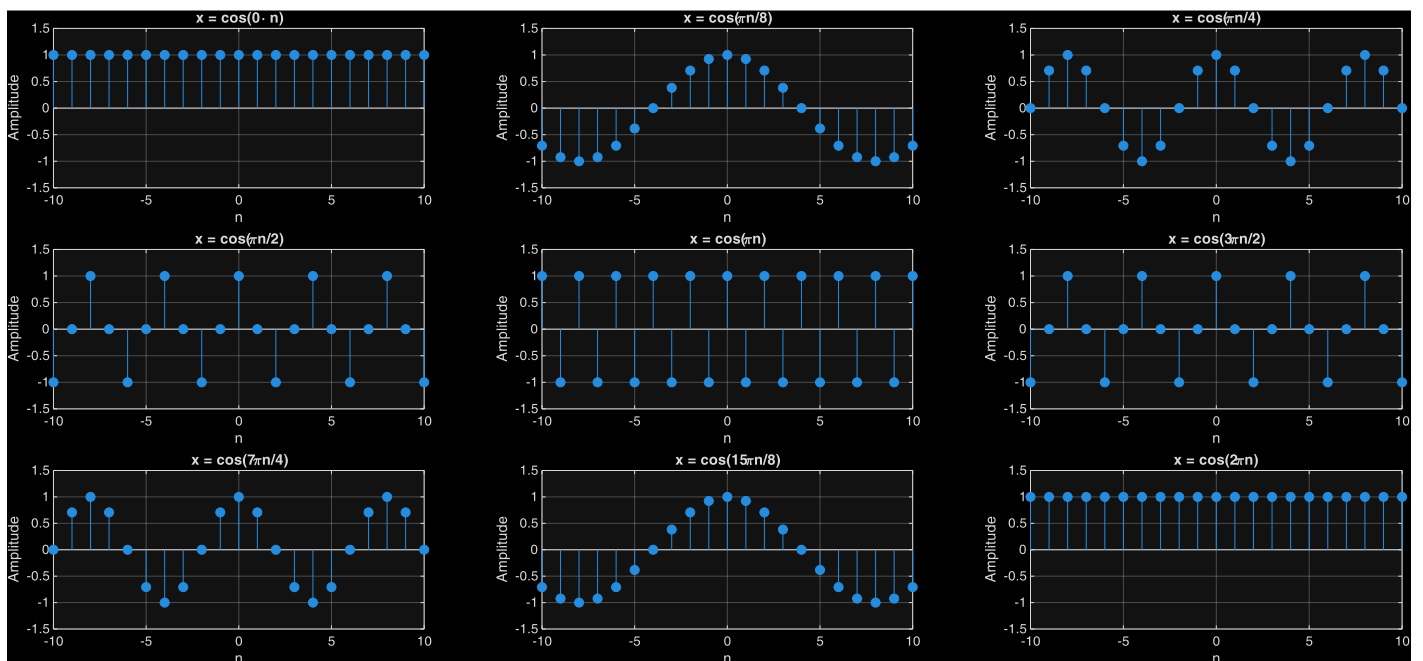 x = cos(0· n)
x = cos(πn/8)
x = cos(πn/4)
1.5
1
0.5
0
-0.5
-1
-1.5
Amplitude
-10 -5 0 5 10
n
1.5
1
0.5
0
-0.5
-1
-1.5
Amplitude
-10 -5 0 5 10
n
1.5
1
0.5
0
-0.5
-1
-1.5
Amplitude
-10 -5 0 5 10
n
x = cos(πn/2)
x = cos(πn)
x = cos(3πn/2)
1.5
1
0.5
0
-0.5
-1
-1.5
Amplitude
-10 -5 0 5 10
n
1.5
1
0.5
0
-0.5
-1
-1.5
Amplitude
-10 -5 0 5 10
n
1.5
1
0.5
0
-0.5
-1
-1.5
Amplitude
-10 -5 0 5 10
n
x = cos(7πn/4)
x = cos(15πn/8)
x = cos(2πn)
1.5
1
0.5
0
-0.5
-1
-1.5
Amplitude
-10 -5 0 5 10
n
1.5
1
0.5
0
-0.5
-1
-1.5
Amplitude
-10 -5 0 5 10
n
1.5
1
0.5
0
-0.5
-1
-1.5
Amplitude
-10 -5 0 5 10
n